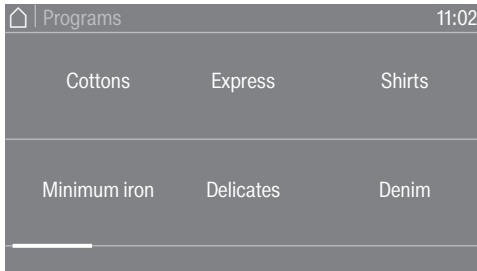 Programs 11:02
Cottons Express Shirts
Minimum iron Delicates Denim